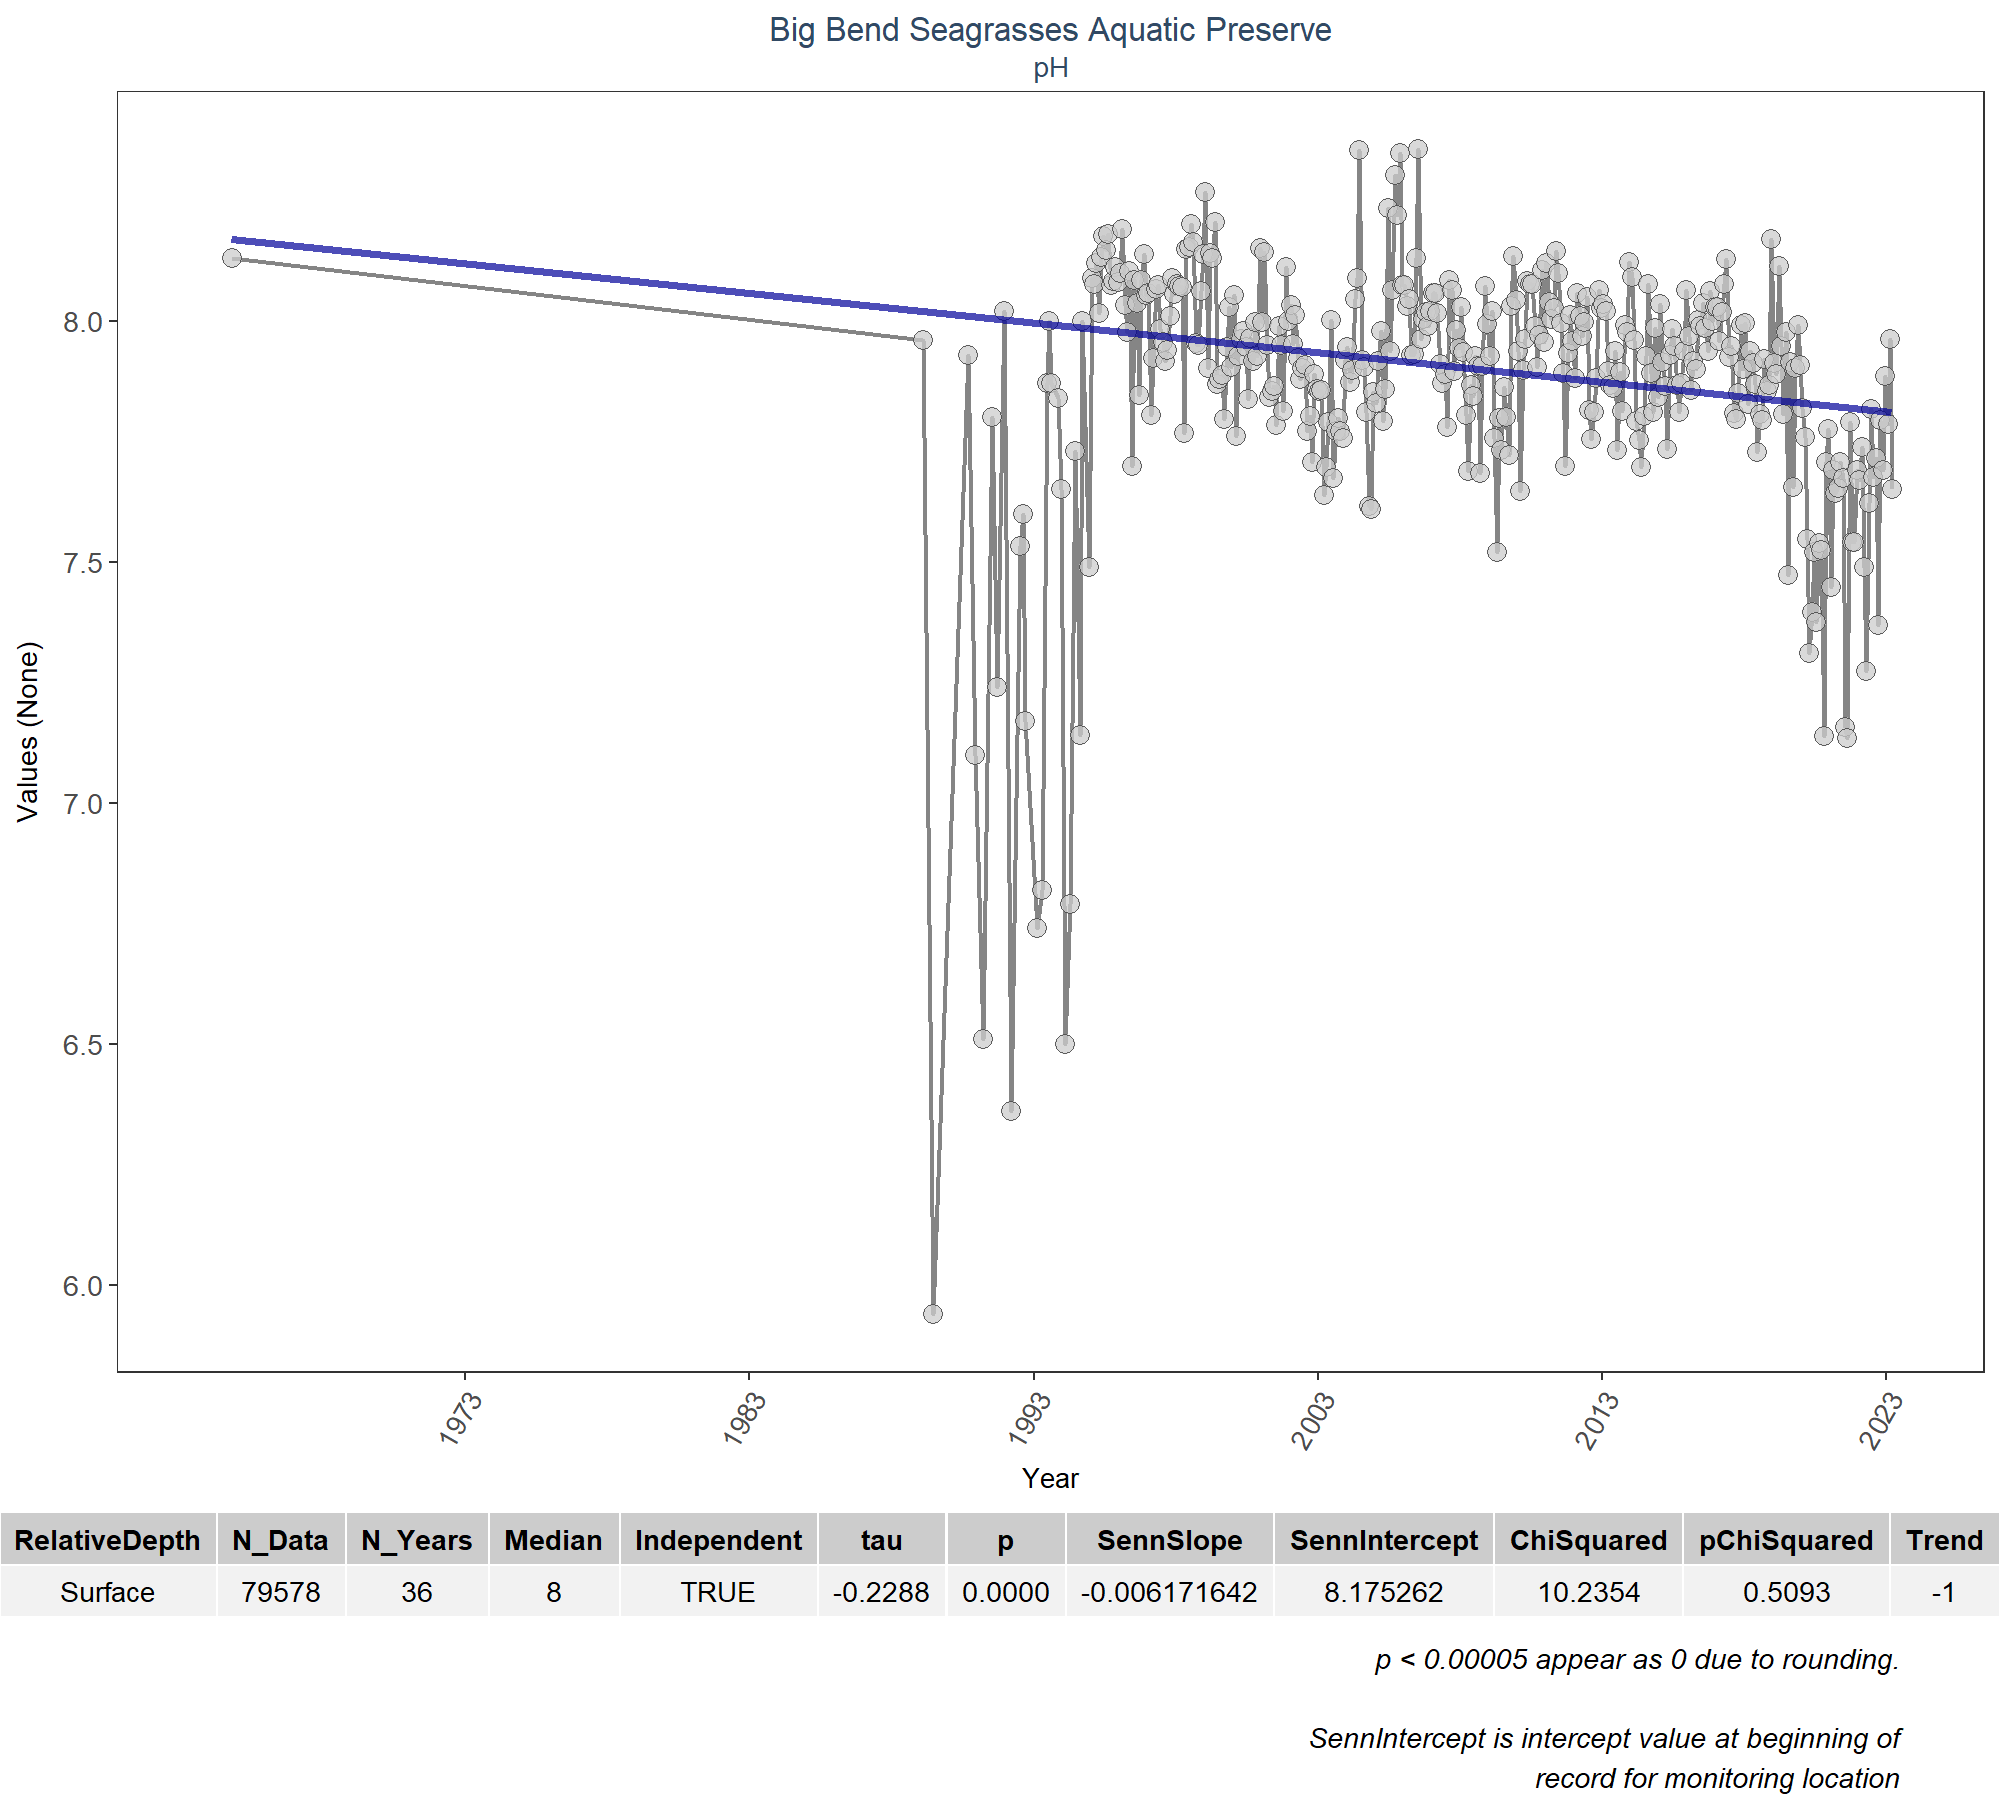 Big Bend Seagrasses Aquatic Preserve
pH
Values (None)
8.0
7.5
7.0
6.5
6.0
1973 1983 1993 2003 2013 2023
Year
RelativeDepth N_Data N_Years Median Independent tau p SennSlope SennIntercept ChiSquared pChiSquared Trend
Surface 79578 36 8 TRUE -0.2288 0.0000 -0.006171642 8.175262 10.2354 0.5093 -1
p < 0.00005 appear as 0 due to rounding.
SennIntercept is intercept value at beginning of
record for monitoring location